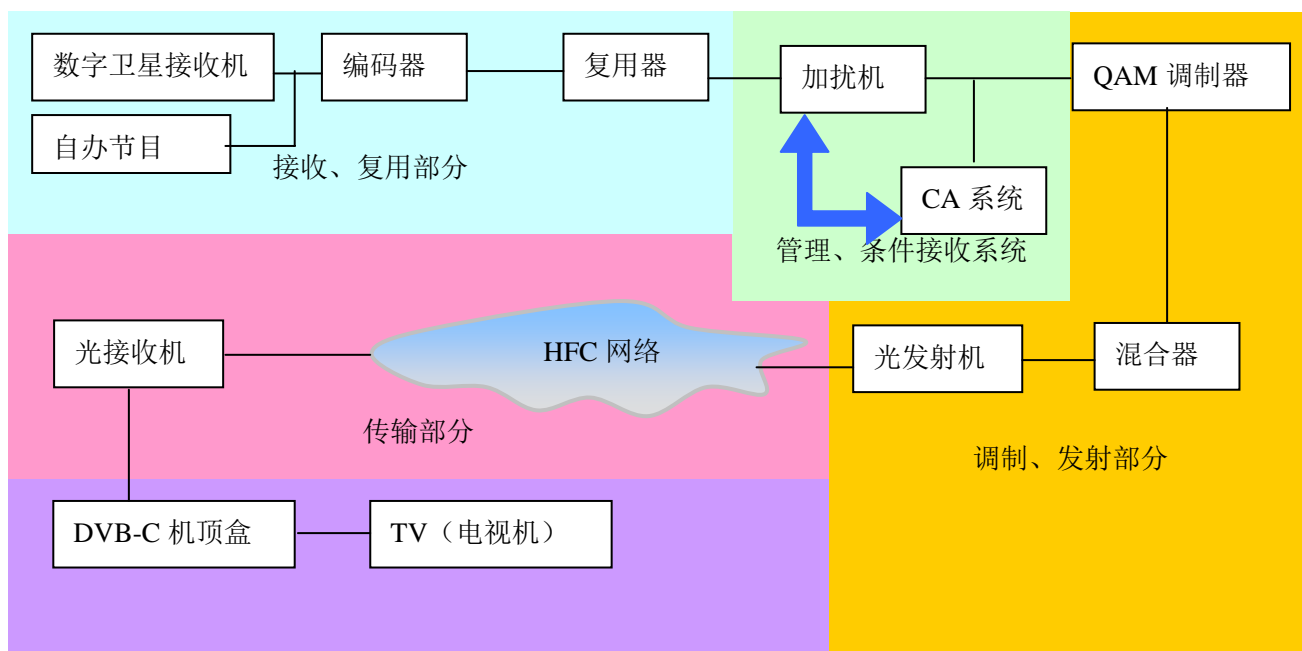 数字卫星接收机
编码器
复用器
加扰机
QAM 调制器
自办节目
接收、复用部分
CA 系统
管理、条件接收系统
光接收机
HFC 网络
光发射机
混合器
传输部分
调制、发射部分
DVB-C 机顶盒
TV（电视机）